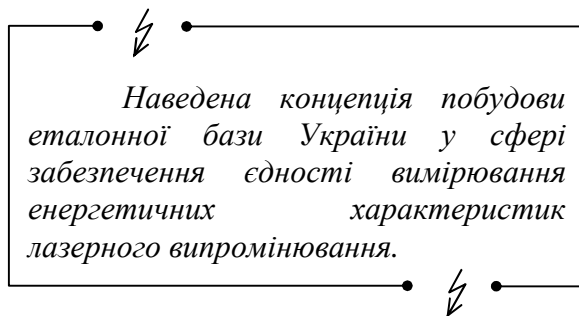 Наведена концепція побудови
еталонної бази України у сфері
забезпечення єдності вимірювання
енергетичних характеристик
лазерного випромінювання.